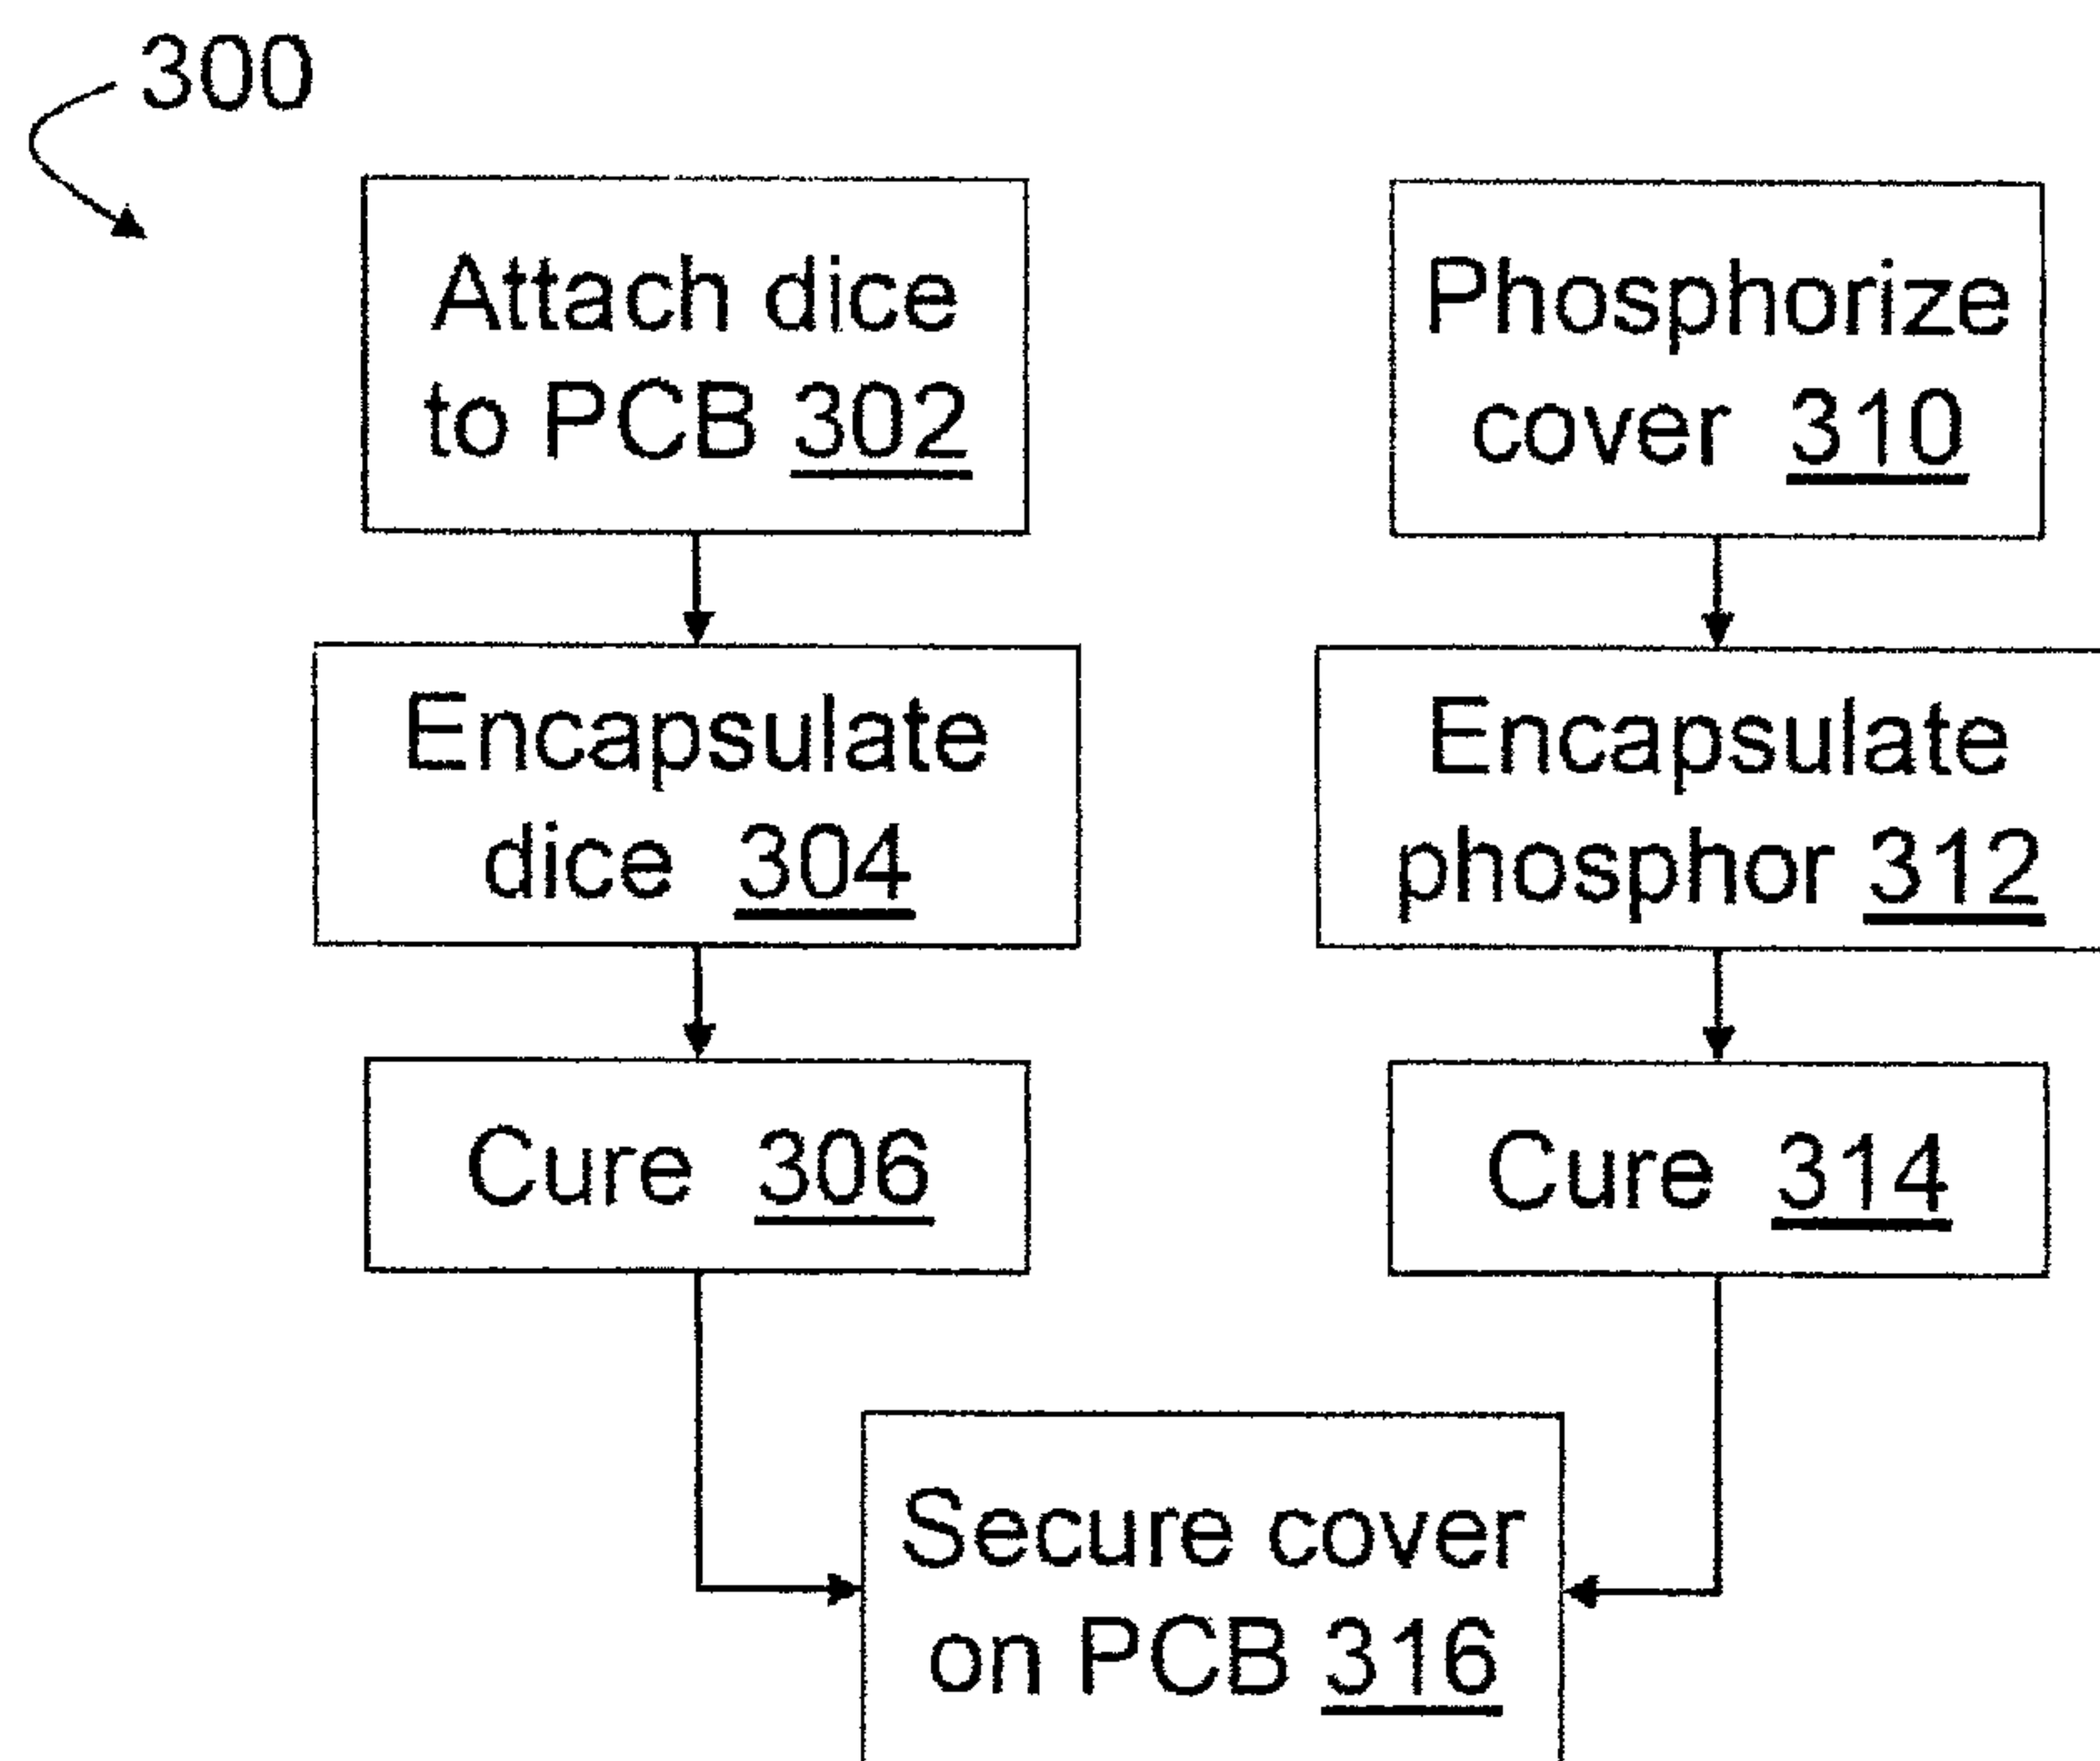 300
Attach dice
to PCB 302
Phosphorize
cover 310
Encapsulate
dice 304
Encapsulate
phosphor 312
Cure 306
Cure 314
Secure cover
on PCB 316